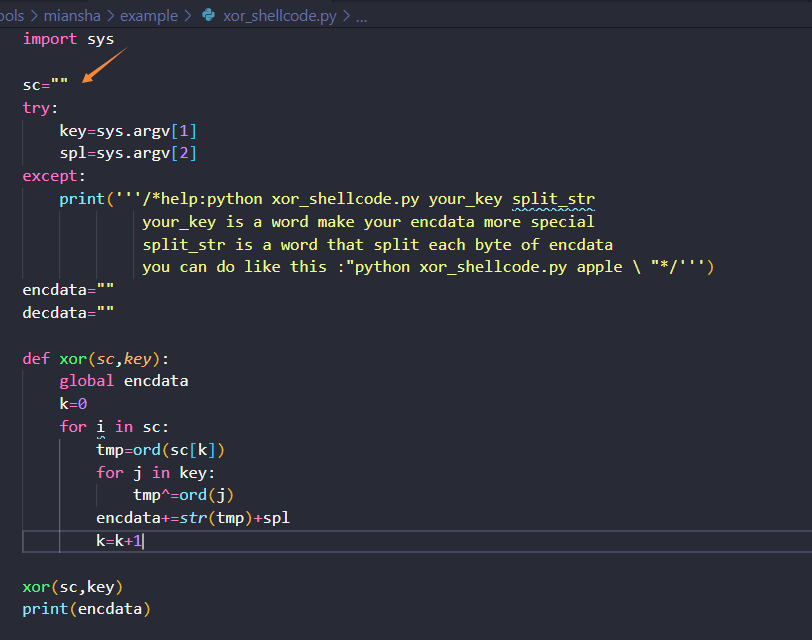 ools > miansha > example > xor_shellcode.py > ...
import sys
sc=""
try:
    key=sys.argv[1]
    spl=sys.argv[2]
except:
    print('''/*help:python xor_shellcode.py your_key split_str
             your_key is a word make your encdata more special
             split_str is a word that split each byte of encdata
             you can do like this :"python xor_shellcode.py apple \ "*/''')
encdata=""
decdata=""
def xor(sc,key):
    global encdata
    k=0
    for i in sc:
        tmp=ord(sc[k])
        for j in key:
            tmp^=ord(j)
        encdata+=str(tmp)+spl
        k=k+1
xor(sc,key)
print(encdata)